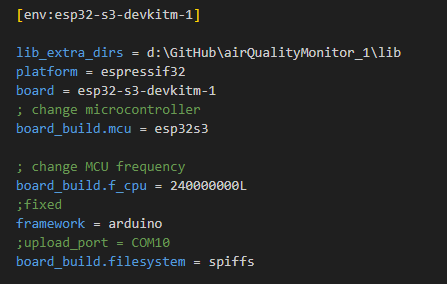 [env:esp32-s3-devkitm-1]
lib_extra_dirs = d:\GitHub\airQualityMonitor_1\lib
platform = espressif32
board = esp32-s3-devkitm-1
; change microcontroller
board_build.mcu = esp32s3
; change MCU frequency
board_build.f_cpu = 240000000L
;fixed
framework = arduino
;upload_port = COM10
board_build.filesystem = spiffs